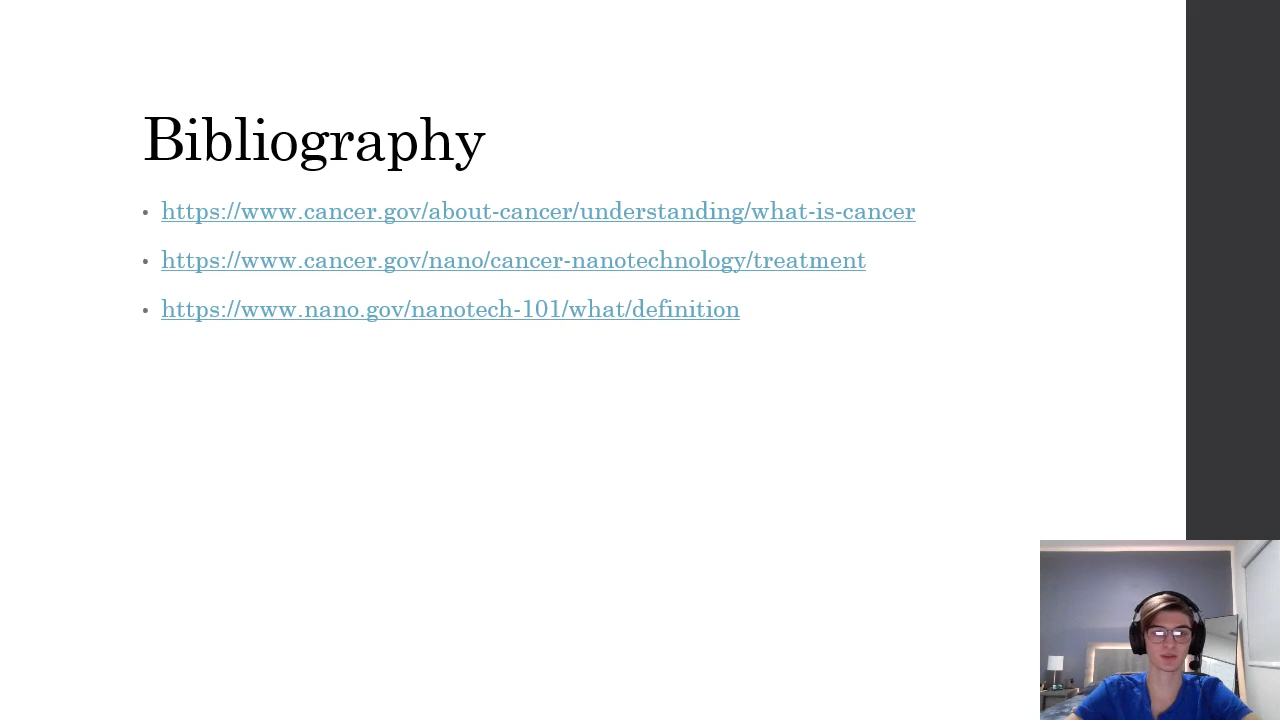 Bibliography
• https://www.cancer.gov/about-cancer/understanding/what-is-cancer
• https://www.cancer.gov/nano/cancer-nanotechnology/treatment
• https://www.nano.gov/nanotech-101/what/definition